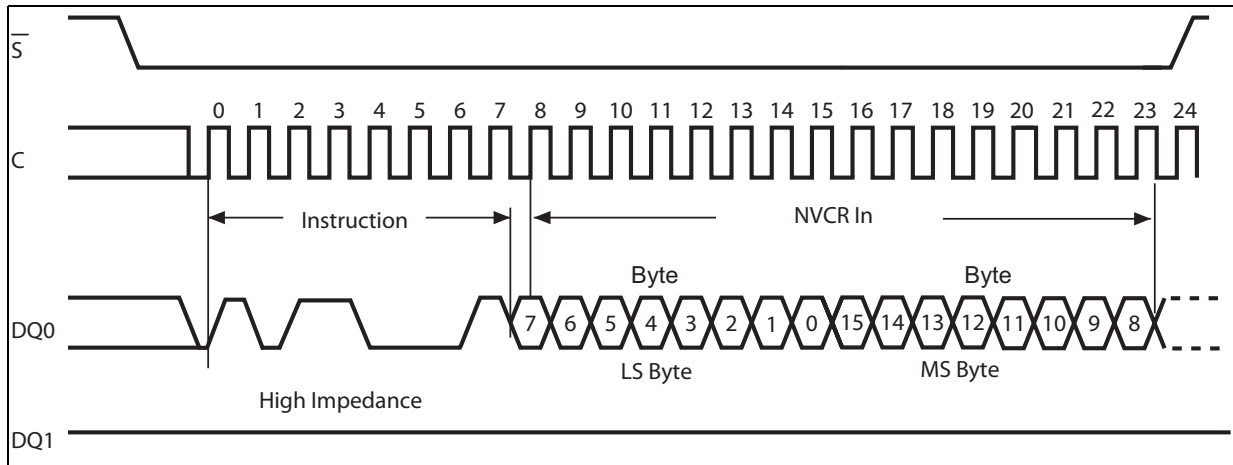 S
0 1 2 3 4 5 6 7 8 9 10 11 12 13 14 15 16 17 18 19 20 21 22 23 24
C
Instruction NVCR In
Byte Byte
DQ0 7 6 5 4 3 2 1 0 15 14 13 12 11 10 9 8
LS Byte MS Byte
High Impedance
DQ1